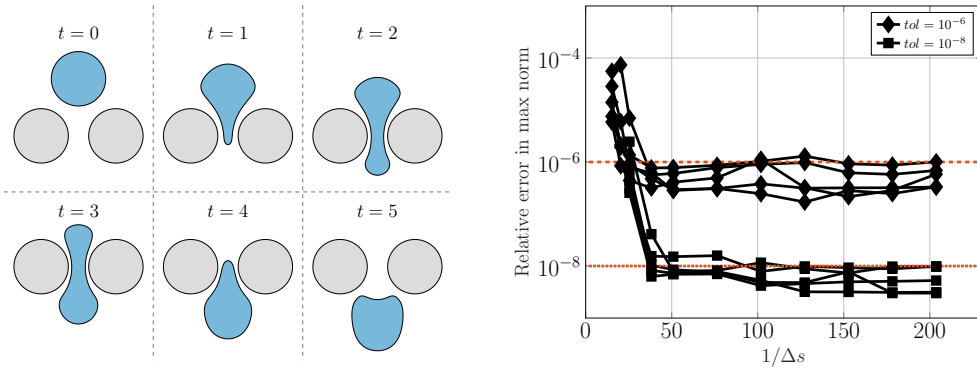 t=0
t=1
t=2
t=3
t=4
t=5
Relative error in max norm
10⁻⁴
10⁻⁶
10⁻⁸
tol = 10⁻⁶
tol = 10⁻⁸
0 50 100 150 200
1/Δs